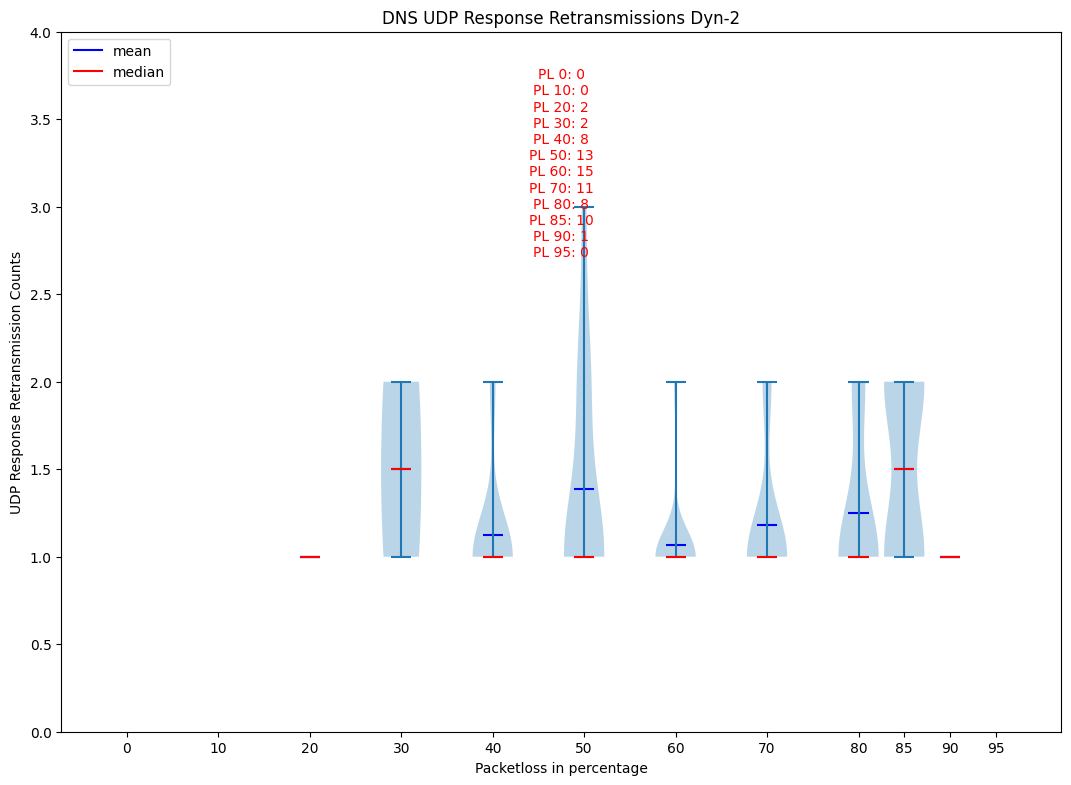 DNS UDP Response Retransmissions Dyn-2
mean
median
PL 0: 0
PL 10: 0
PL 20: 2
PL 30: 2
PL 40: 8
PL 50: 13
PL 60: 15
PL 70: 11
PL 80: 8
PL 85: 10
PL 90: 1
PL 95: 0
UDP Response Retransmission Counts
4.0
3.5
3.0
2.5
2.0
1.5
1.0
0.5
0.0
0 10 20 30 40 50 60 70 80 85 90 95
Packetloss in percentage